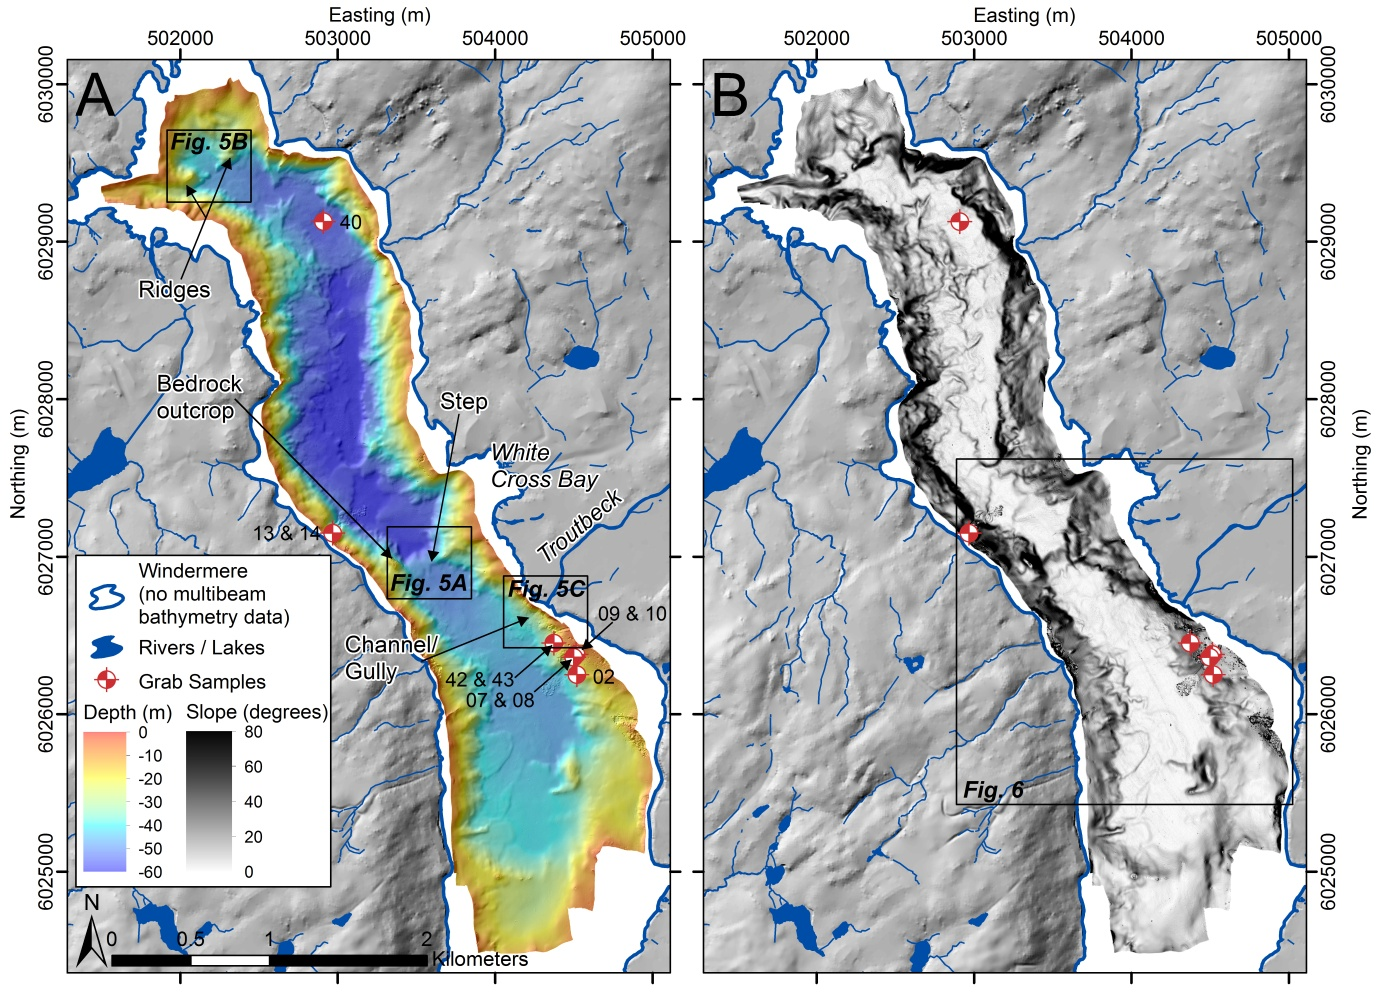 Easting (m)
502000 503000 504000 505000
A
6030000
6029000
6028000
6027000
6026000
6025000
Northing (m)
Fig. 5B
40
Ridges
Bedrock
outcrop
Step
White
Cross Bay
Troutbeck
13 & 14
Fig. 5A
Fig. 5C
09 & 10
Channel/
Gully
42 & 43
07 & 08
02
Windermere
(no multibeam
bathymetry data)
Rivers / Lakes
Grab Samples
Depth (m) Slope (degrees)
0
-10
-20
-30
-40
-50
-60
80
60
40
20
0
N
0 0.5 1 2
Kilometers
Easting (m)
502000 503000 504000 505000
B
Fig. 6
6030000
6029000
6028000
6027000
6026000
6025000
Northing (m)